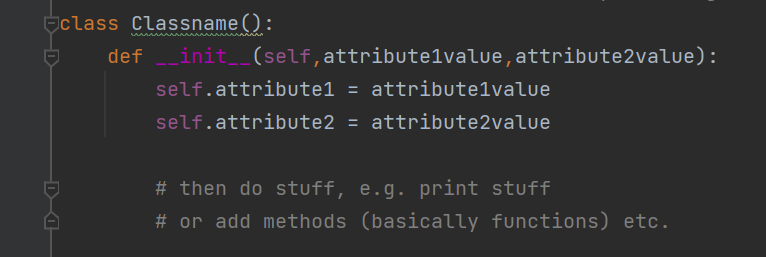 class Classname():
def __init__(self,attribute1value,attribute2value):
self.attribute1 = attribute1value
self.attribute2 = attribute2value
# then do stuff, e.g. print stuff
# or add methods (basically functions) etc.